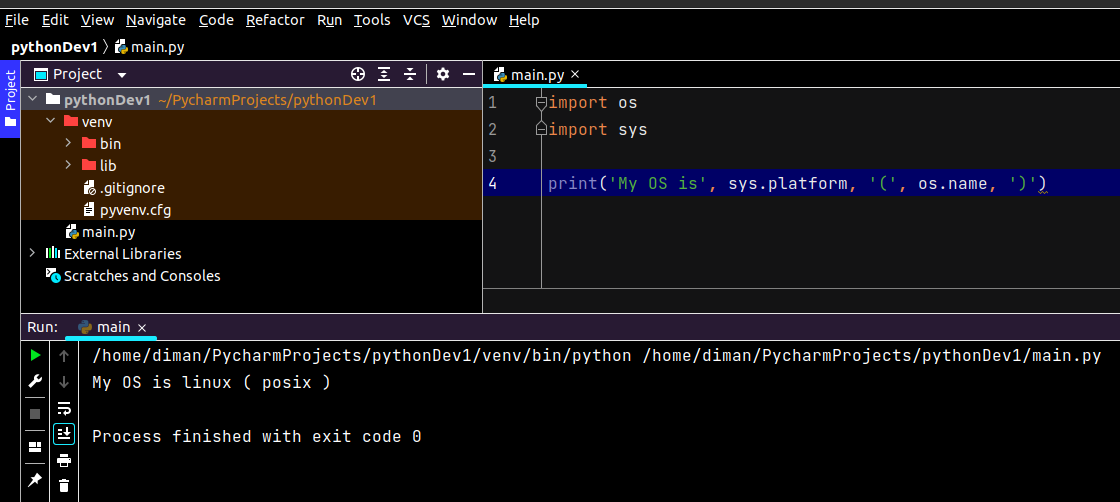 File Edit View Navigate Code Refactor Run Tools VCS Window Help
pythonDev1 main.py
Project
Project
pythonDev1 ~/PycharmProjects/pythonDev1
venv
bin
lib
.gitignore
pyvenv.cfg
main.py
External Libraries
Scratches and Consoles
main.py
1 import os
2 import sys
3
4 print('My OS is', sys.platform, '(', os.name, ')')
Run: main
/home/diman/PycharmProjects/pythonDev1/venv/bin/python /home/diman/PycharmProjects/pythonDev1/main.py
My OS is linux ( posix )
Process finished with exit code 0